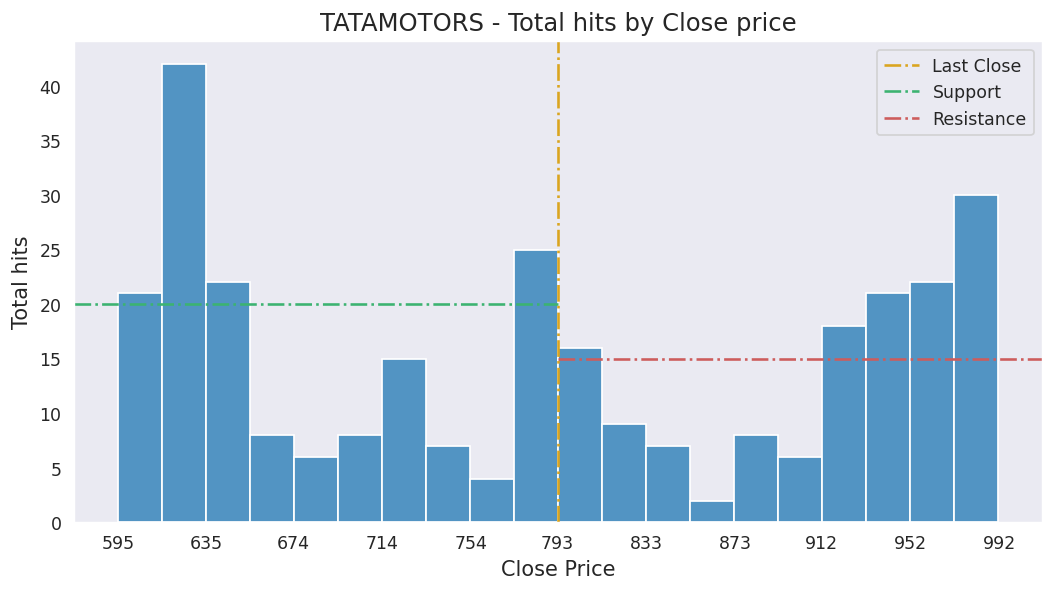 TATAMOTORS - Total hits by Close price
Last Close
Support
Resistance
Total hits
40
35
30
25
20
15
10
5
0
595 635 674 714 754 793 833 873 912 952 992
Close Price